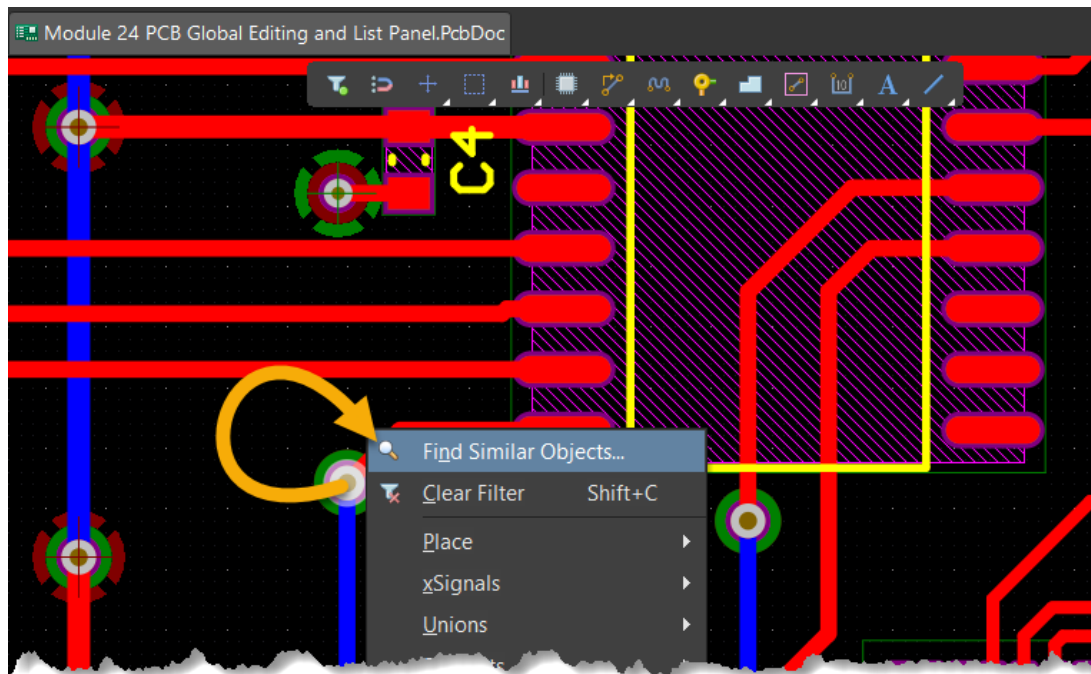 Module 24 PCB Global Editing and List Panel.PcbDoc
10
A
C4
Find Similar Objects...
Clear Filter Shift+C
Place
xSignals
Unions